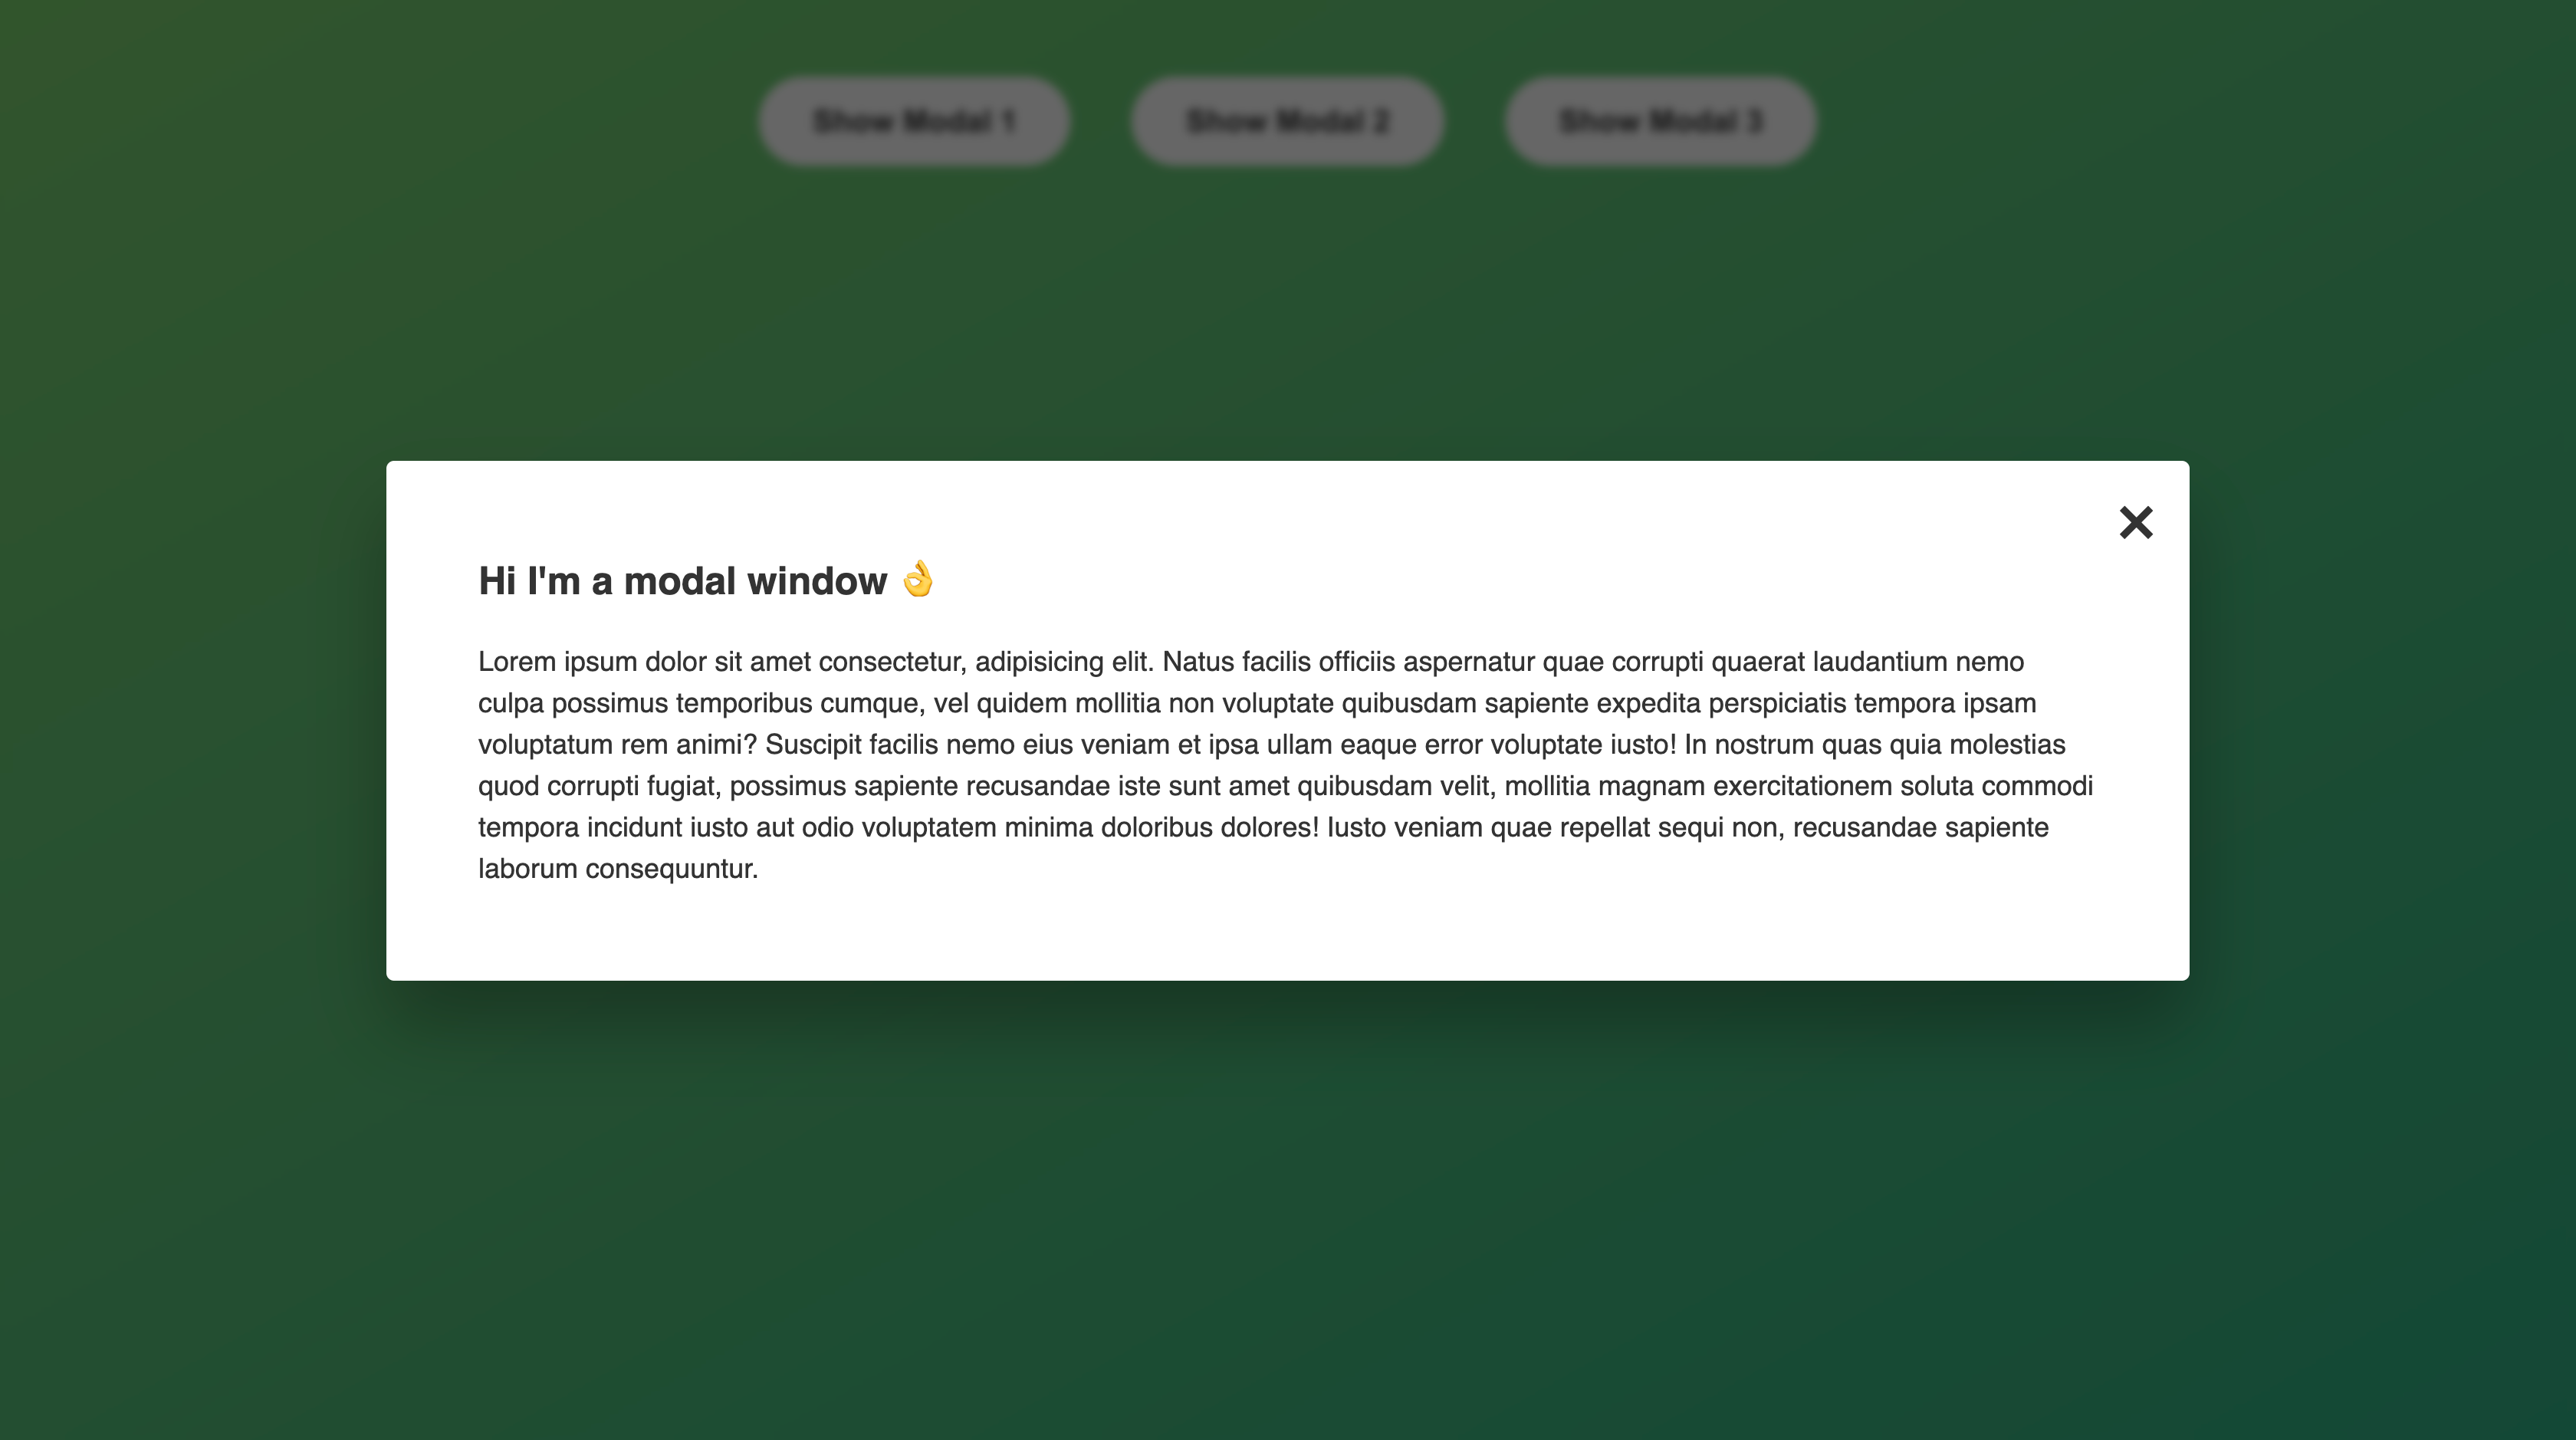 Show Modal 1 Show Modal 2 Show Modal 3
×
Hi I'm a modal window 👌
Lorem ipsum dolor sit amet consectetur, adipisicing elit. Natus facilis officiis aspernatur quae corrupti quaerat laudantium nemo
culpa possimus temporibus cumque, vel quidem mollitia non voluptate quibusdam sapiente expedita perspiciatis tempora ipsam
voluptatum rem animi? Suscipit facilis nemo eius veniam et ipsa ullam eaque error voluptate iusto! In nostrum quas quia molestias
quod corrupti fugiat, possimus sapiente recusandae iste sunt amet quibusdam velit, mollitia magnam exercitationem soluta commodi
tempora incidunt iusto aut odio voluptatem minima doloribus dolores! Iusto veniam quae repellat sequi non, recusandae sapiente
laborum consequuntur.